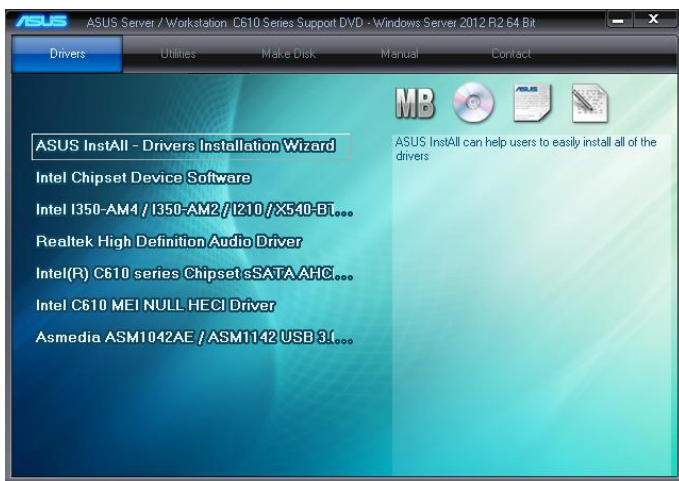 ASUS ASUS Server / Workstation C610 Series Support DVD - Windows Server 2012 R2 64 Bit
Drivers Utilities Make Disk Manual Contact
MB
ASUS InstAll - Drivers Installation Wizard
Intel Chipset Device Software
Intel I350-AM4 / I350-AM2 / I210 / X540-BT...
Realtek High Definition Audio Driver
Intel(R) C610 series Chipset sSATA AHC...
Intel C610 MEI NULL HECI Driver
Asmedia ASM1042AE / ASM1142 USB 3.(...
ASUS InstAll can help users to easily install all of the
drivers